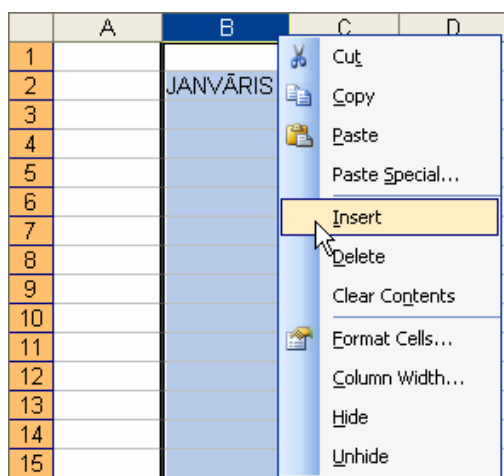 A B C D
1
2 JANVĀRIS
3
4
5
6
7
8
9
10
11
12
13
14
15
Cut
Copy
Paste
Paste Special...
Insert
Delete
Clear Contents
Format Cells...
Column Width...
Hide
Unhide